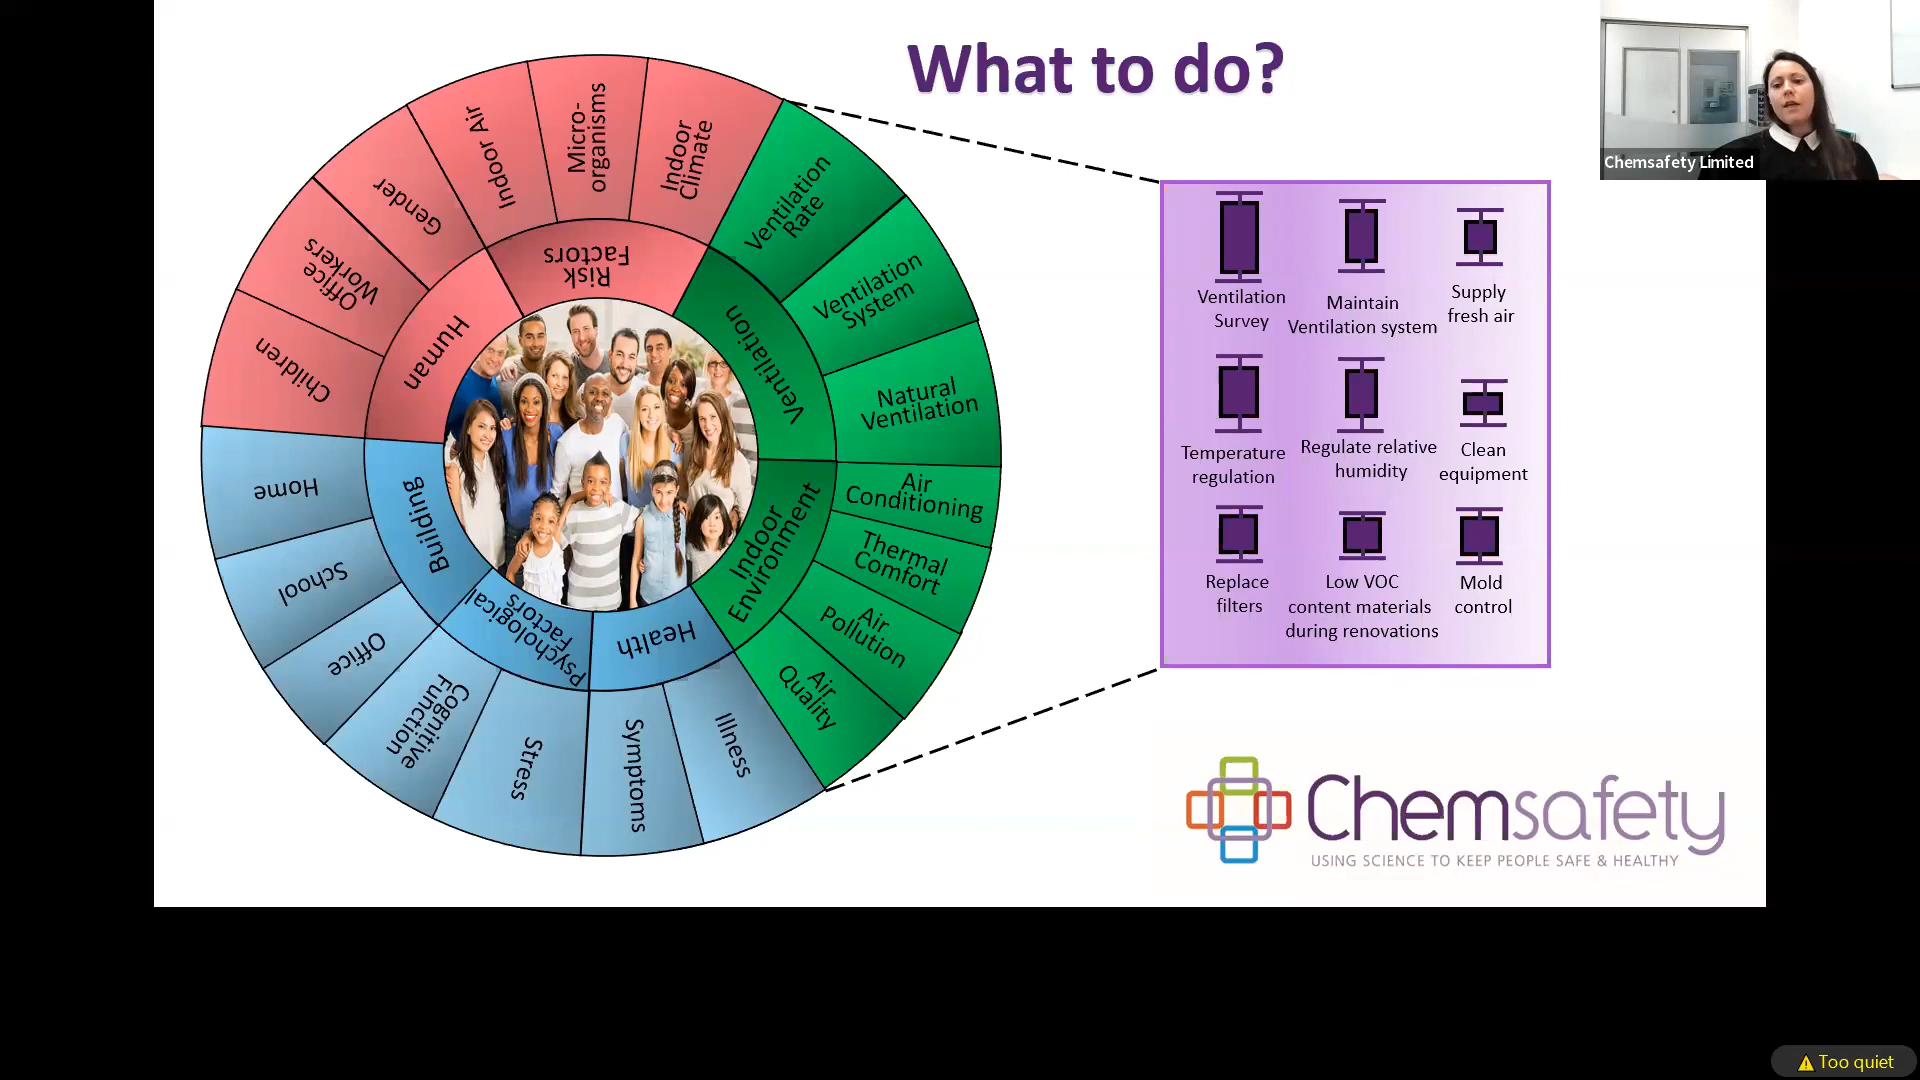 What to do?
Chemsafety Limited
Indoor Air
Micro-
organisms
Indoor
Climate
Ventilation
Rate
Ventilation
System
Natural
Ventilation
Air
Conditioning
Thermal
Comfort
Air
Pollution
Air
Quality
Illness
Symptoms
Stress
Cognitive
Function
Office
School
Home
Children
Office
Workers
Gender
Risk
Factors
Ventilation
Indoor
Environment
Health
Psychological
Factors
Building
Human
Ventilation
Survey
Maintain
Ventilation system
Supply
fresh air
Temperature
regulation
Regulate relative
humidity
Clean
equipment
Replace
filters
Low VOC
content materials
during renovations
Mold
control
Chemsafety
USING SCIENCE TO KEEP PEOPLE SAFE & HEALTHY
Too quiet